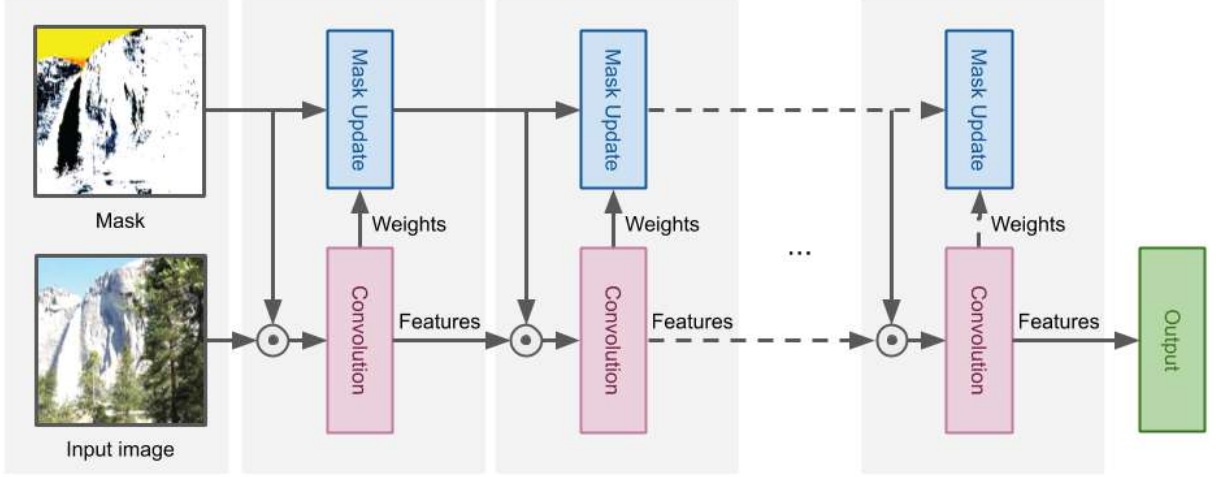 Mask
Input image
Mask Update
Weights
Convolution
Features
Mask Update
Weights
Convolution
Features
...
Mask Update
Weights
Convolution
Features
Output